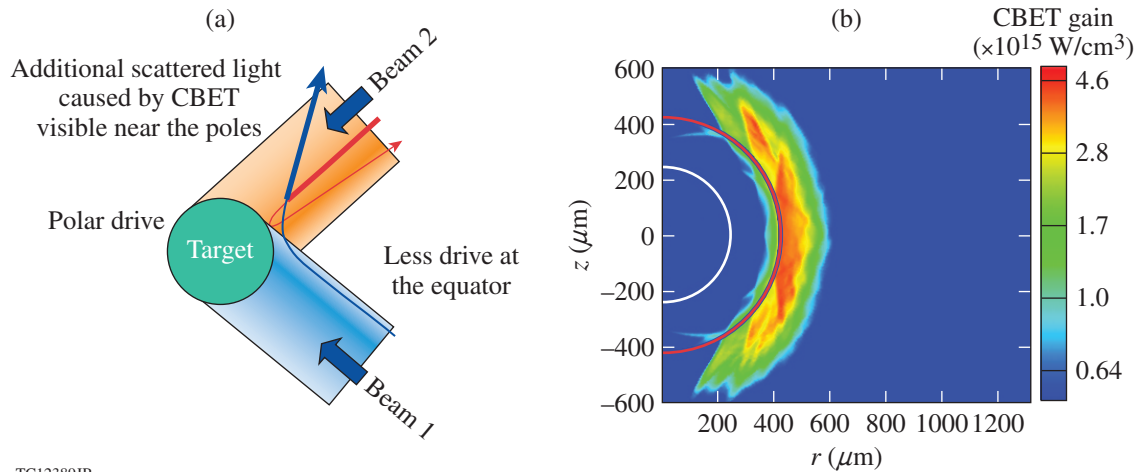 (a)
Additional scattered light
caused by CBET
visible near the poles
Beam 2
Polar drive
Target
Less drive at
the equator
Beam 1
(b)
CBET gain
(×10¹⁵ W/cm³)
600
400
200
0
–200
–400
–600
z (μm)
200 400 600 800 1000 1200
r (μm)
4.6
2.8
1.7
1.0
0.64